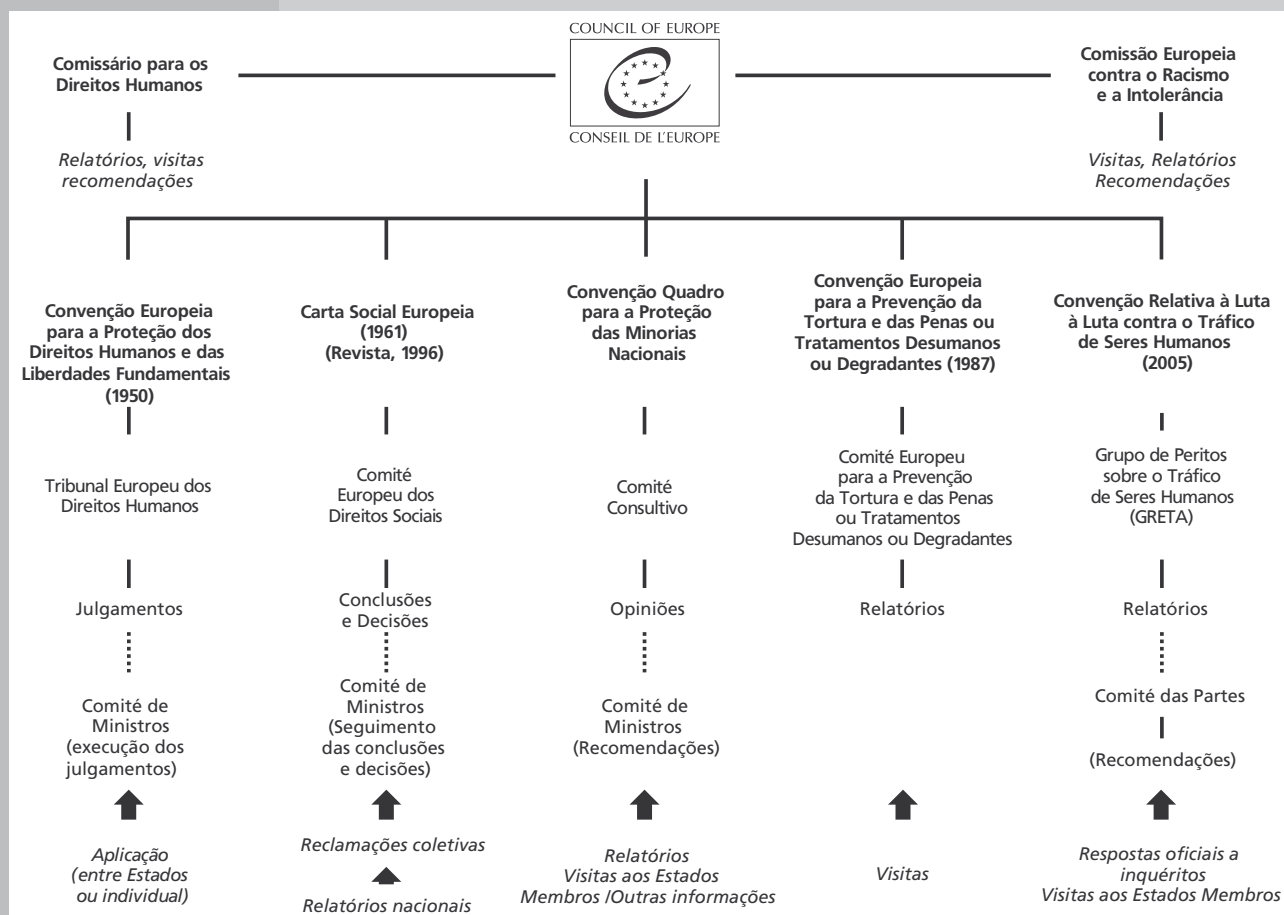 COUNCIL OF EUROPE
CONSEIL DE L'EUROPE
Comissário para os
Direitos Humanos
Relatórios, visitas
recomendações
Comissão Europeia
contra o Racismo
e a Intolerância
Visitas, Relatórios
Recomendações
Convenção Europeia
para a Proteção dos
Direitos Humanos e das
Liberdades Fundamentais
(1950)
Tribunal Europeu dos
Direitos Humanos
Julgamentos
Comité de
Ministros
(execução dos
julgamentos)
Aplicação
(entre Estados
ou individual)
Carta Social Europeia
(1961)
(Revista, 1996)
Comité
Europeu dos
Direitos Sociais
Conclusões
e Decisões
Comité de
Ministros
(Seguimento
das conclusões
e decisões)
Reclamações coletivas
Relatórios nacionais
Convenção Quadro
para a Proteção
das Minorias
Nacionais
Comité
Consultivo
Opiniões
Comité de
Ministros
(Recomendações)
Relatórios
Visitas aos Estados
Membros /Outras informações
Convenção Europeia
para a Prevenção da
Tortura e das Penas ou
Tratamentos Desumanos
ou Degradantes (1987)
Comité Europeu
para a Prevenção
da Tortura e das Penas
ou Tratamentos
Desumanos ou Degradantes
Relatórios
Visitas
Convenção Relativa à Luta
à Luta contra o Tráfico
de Seres Humanos
(2005)
Grupo de Peritos
sobre o Tráfico
de Seres Humanos
(GRETA)
Relatórios
Comité das Partes
(Recomendações)
Respostas oficiais a
inquéritos
Visitas aos Estados Membros